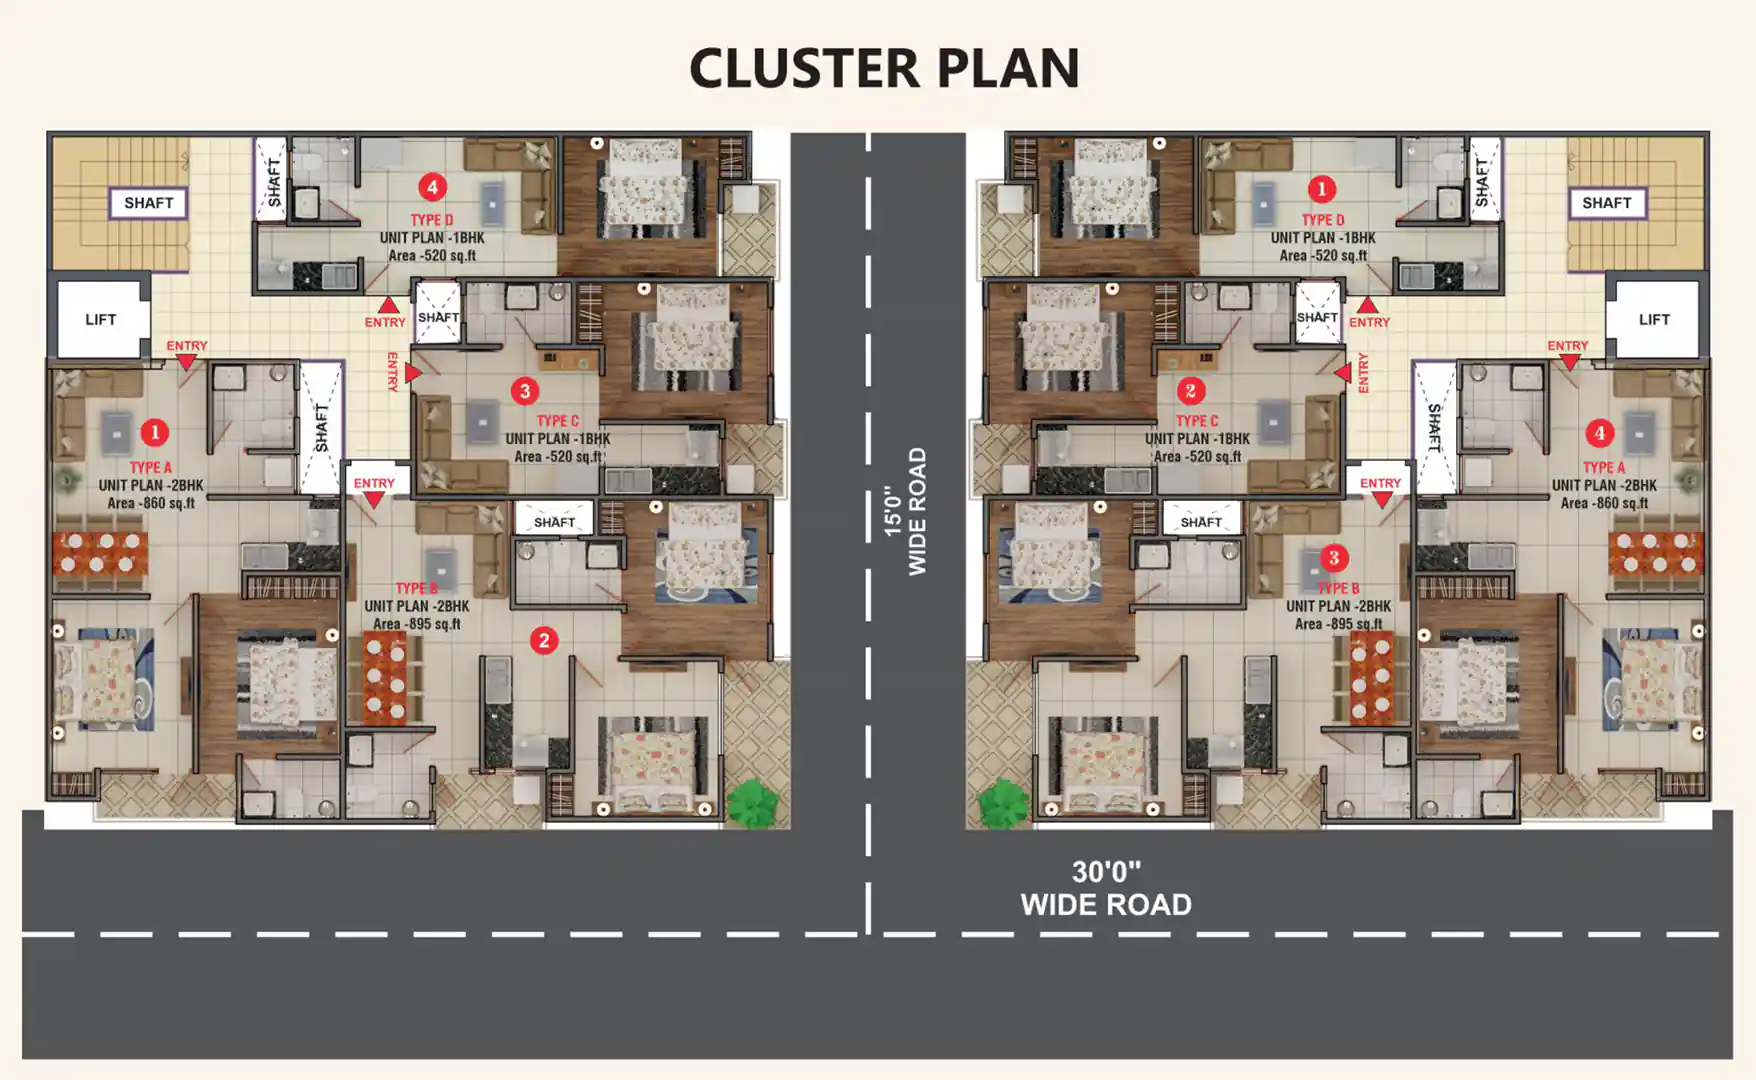 CLUSTER PLAN
SHAFT
SHAFT
4
TYPE D
UNIT PLAN -1BHK
Area -520 sq.ft
LIFT
ENTRY
ENTRY
SHAFT
ENTRY
SHAFT
3
TYPE C
UNIT PLAN -1BHK
Area -520 sq.ft
1
TYPE A
UNIT PLAN -2BHK
Area -860 sq.ft
ENTRY
SHAFT
TYPE B
UNIT PLAN -2BHK
Area -895 sq.ft
2
15'0"
WIDE ROAD
1
TYPE D
UNIT PLAN -1BHK
Area -520 sq.ft
SHAFT
SHAFT
SHAFT
ENTRY
LIFT
ENTRY
ENTRY
2
TYPE C
UNIT PLAN -1BHK
Area -520 sq.ft
SHAFT
4
TYPE A
UNIT PLAN -2BHK
Area -860 sq.ft
ENTRY
SHAFT
3
TYPE B
UNIT PLAN -2BHK
Area -895 sq.ft
30'0"
WIDE ROAD